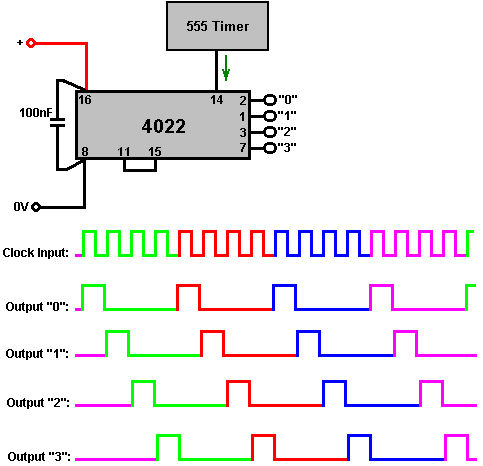 555 Timer
+
16
14
2 "0"
100nF
4022
1 "1"
3 "2"
8
11
15
7 "3"
0V
Clock Input:
Output "0":
Output "1":
Output "2":
Output "3":